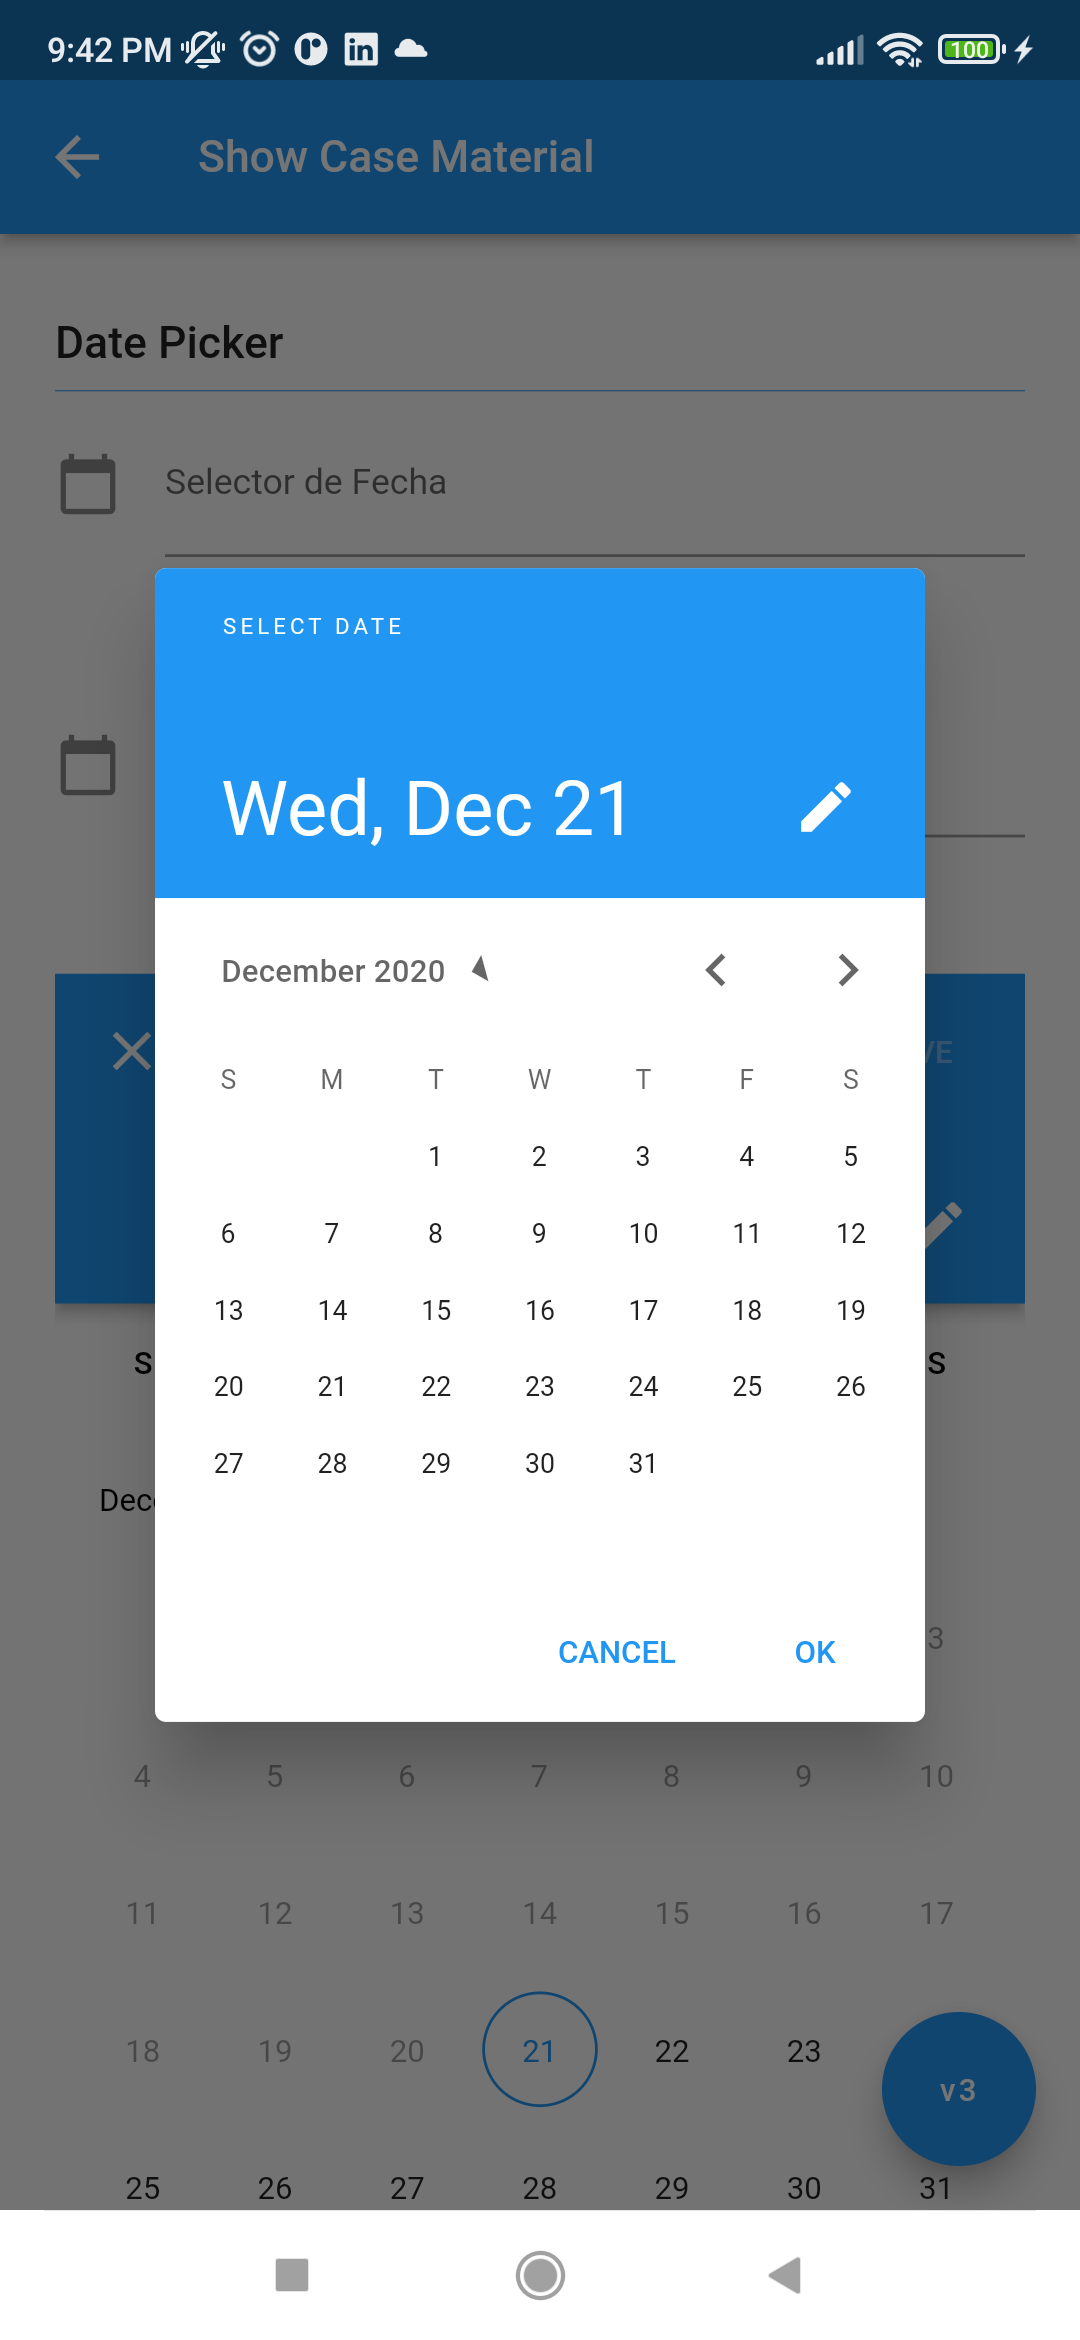 9:42 PM in 100
Show Case Material
Date Picker
Selector de Fecha
SELECT DATE
Wed, Dec 21
December 2020
VE
S M T W T F S
1 2 3 4 5
6 7 8 9 10 11 12
13 14 15 16 17 18 19
20 21 22 23 24 25 26
27 28 29 30 31
S S
Dec
CANCEL OK
3
4 5 6 7 8 9 10
11 12 13 14 15 16 17
18 19 20 21 22 23
v3
25 26 27 28 29 30 31